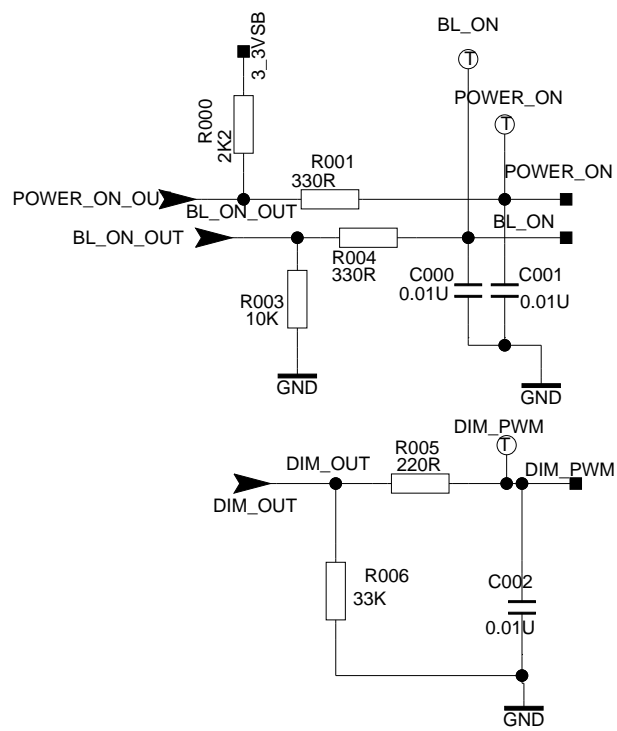 BL_ON
T
3_3VSB
POWER_ON
T
R000
2K2
R001
330R
POWER_ON
POWER_ON_OU
BL_ON_OUT
BL_ON
BL_ON_OUT
R004
330R
C000
0.01U
C001
0.01U
R003
10K
GND
GND
DIM_PWM
T
R005
220R
DIM_OUT
DIM_PWM
DIM_OUT
R006
33K
C002
0.01U
GND